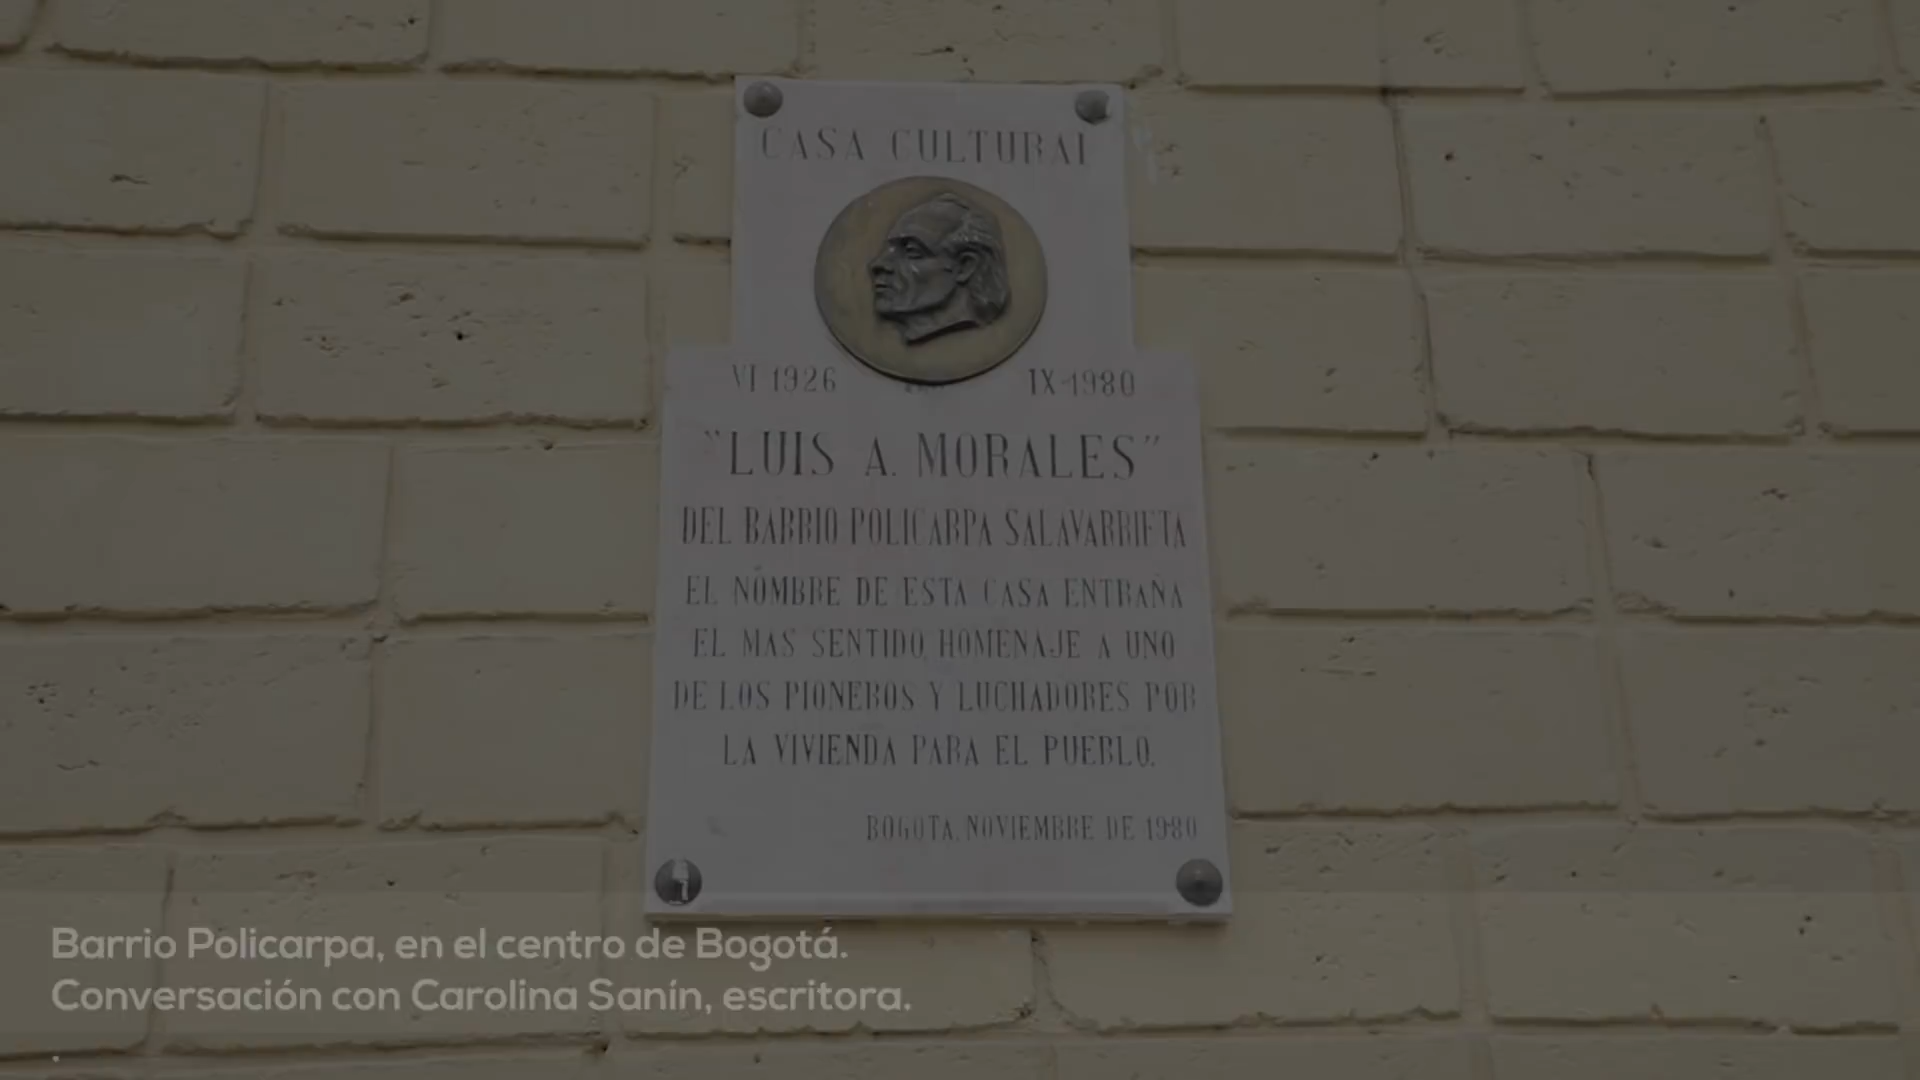 CASA CULTURAL
VI 1926 IX-1980
"LUIS A. MORALES"
DEL BARRIO POLICARPA SALAVARRIETA
EL NOMBRE DE ESTA CASA ENTRAÑA
EL MAS SENTIDO HOMENAJE A UNO
DE LOS PIONEROS Y LUCHADORES POR
LA VIVIENDA PARA EL PUEBLO.
BOGOTA, NOVIEMBRE DE 1980
Barrio Policarpa, en el centro de Bogotá.
Conversación con Carolina Sanín, escritora.